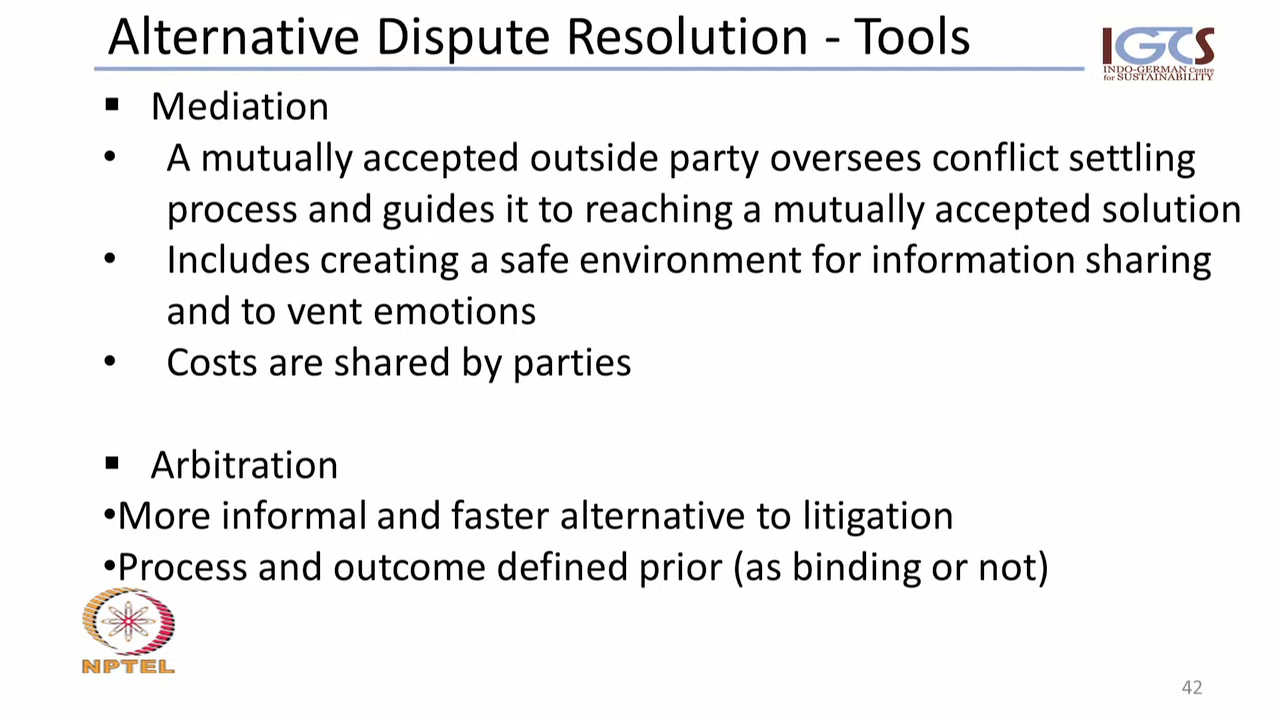 Alternative Dispute Resolution - Tools
IGCS
INDO-GERMAN Centre
for SUSTAINABILITY
▪ Mediation
• A mutually accepted outside party oversees conflict settling
process and guides it to reaching a mutually accepted solution
• Includes creating a safe environment for information sharing
and to vent emotions
• Costs are shared by parties
▪ Arbitration
•More informal and faster alternative to litigation
•Process and outcome defined prior (as binding or not)
NPTEL
42